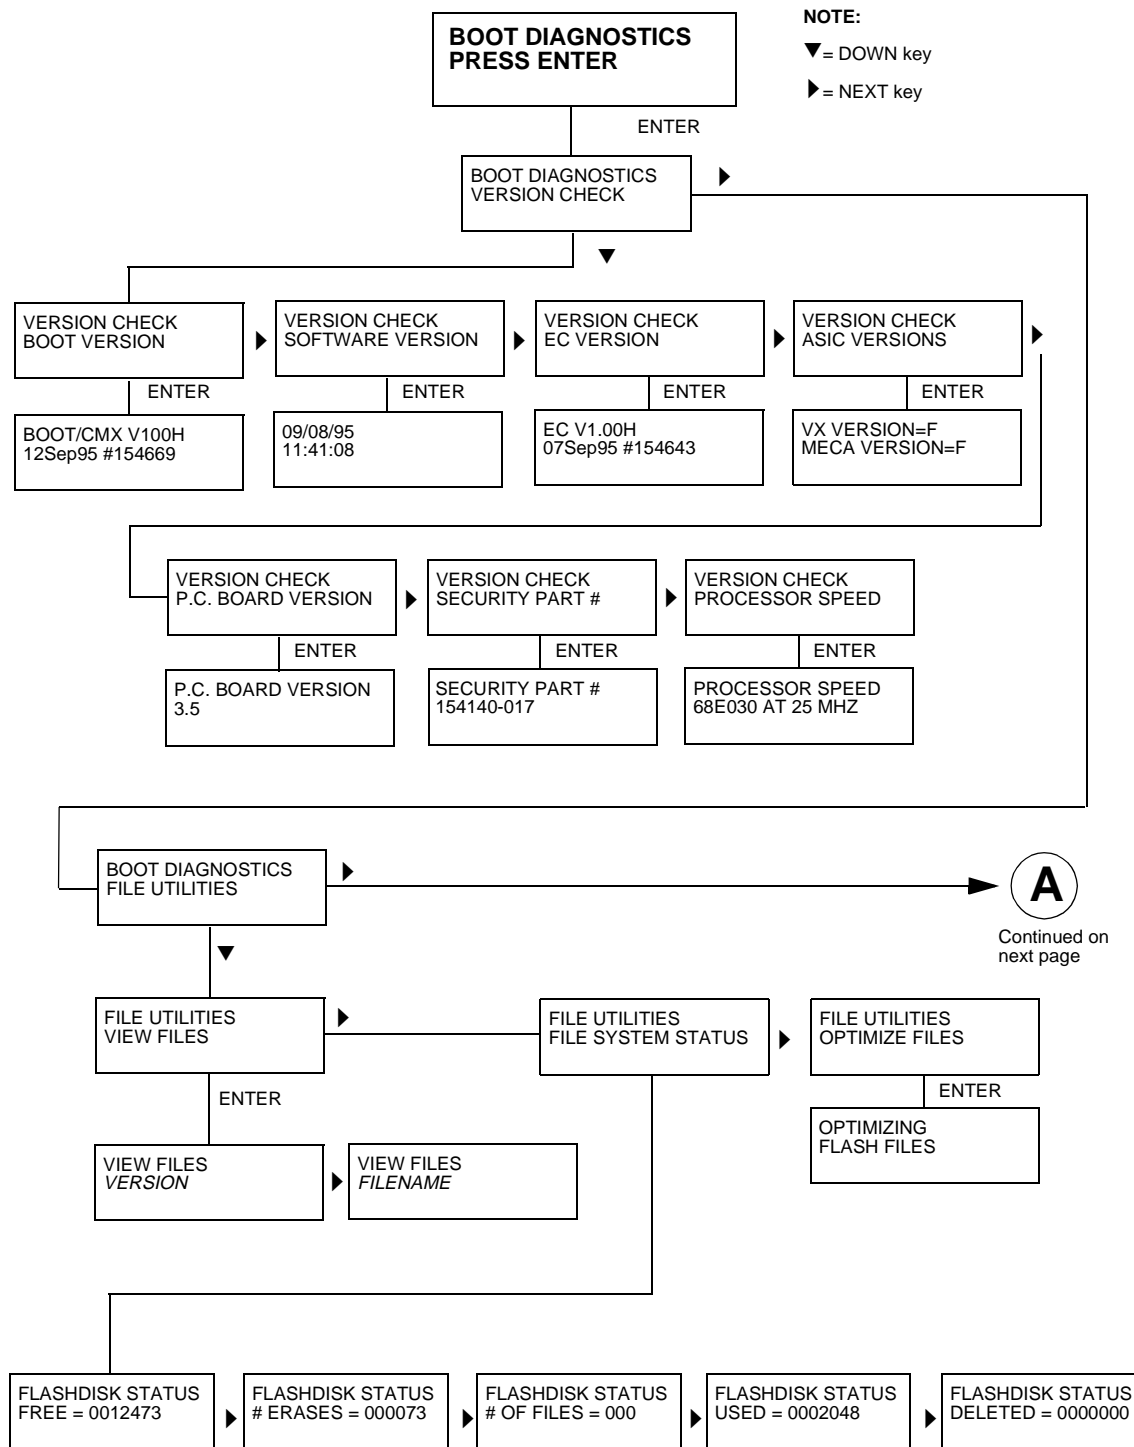 BOOT DIAGNOSTICS
PRESS ENTER
NOTE:
▼= DOWN key
▶= NEXT key
ENTER
BOOT DIAGNOSTICS
VERSION CHECK
VERSION CHECK
BOOT VERSION
VERSION CHECK
SOFTWARE VERSION
VERSION CHECK
EC VERSION
VERSION CHECK
ASIC VERSIONS
ENTER
ENTER
ENTER
ENTER
BOOT/CMX V100H
12Sep95 #154669
09/08/95
11:41:08
EC V1.00H
07Sep95 #154643
VX VERSION=F
MECA VERSION=F
VERSION CHECK
P.C. BOARD VERSION
VERSION CHECK
SECURITY PART #
VERSION CHECK
PROCESSOR SPEED
ENTER
ENTER
ENTER
P.C. BOARD VERSION
3.5
SECURITY PART #
154140-017
PROCESSOR SPEED
68E030 AT 25 MHZ
BOOT DIAGNOSTICS
FILE UTILITIES
A
Continued on
next page
FILE UTILITIES
VIEW FILES
FILE UTILITIES
FILE SYSTEM STATUS
FILE UTILITIES
OPTIMIZE FILES
ENTER
ENTER
VIEW FILES
VERSION
VIEW FILES
FILENAME
OPTIMIZING
FLASH FILES
FLASHDISK STATUS
FREE = 0012473
FLASHDISK STATUS
# ERASES = 000073
FLASHDISK STATUS
# OF FILES = 000
FLASHDISK STATUS
USED = 0002048
FLASHDISK STATUS
DELETED = 0000000